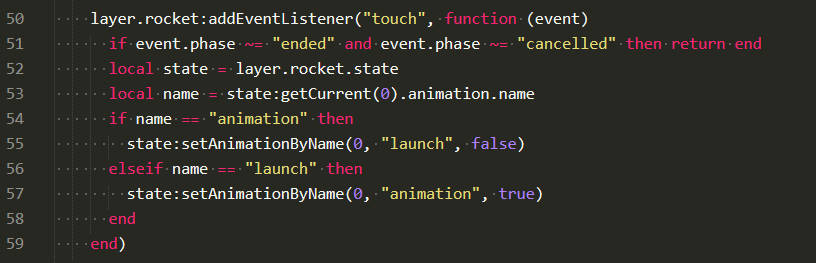 50 layer.rocket:addEventListener("touch", function (event)
51 if event.phase ~= "ended" and event.phase ~= "cancelled" then return end
52 local state = layer.rocket.state
53 local name = state:getCurrent(0).animation.name
54 if name == "animation" then
55 state:setAnimationByName(0, "launch", false)
56 elseif name == "launch" then
57 state:setAnimationByName(0, "animation", true)
58 end
59 end)